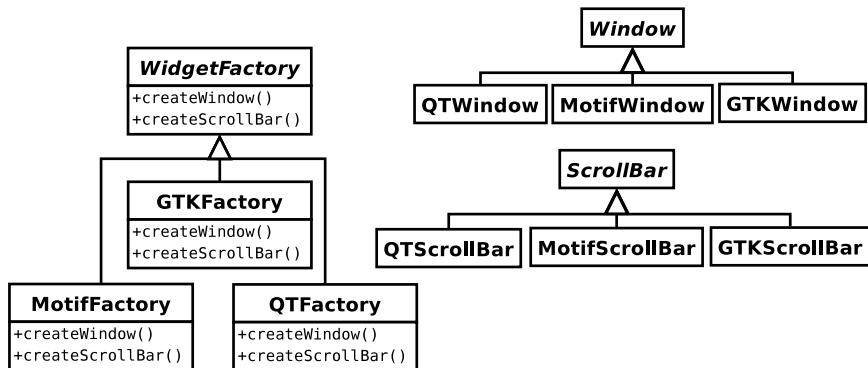 WidgetFactory
+createWindow()
+createScrollBar()
GTKFactory
+createWindow()
+createScrollBar()
MotifFactory
+createWindow()
+createScrollBar()
QTFactory
+createWindow()
+createScrollBar()
Window
QTWindow
MotifWindow
GTKWindow
ScrollBar
QTScrollBar
MotifScrollBar
GTKScrollBar